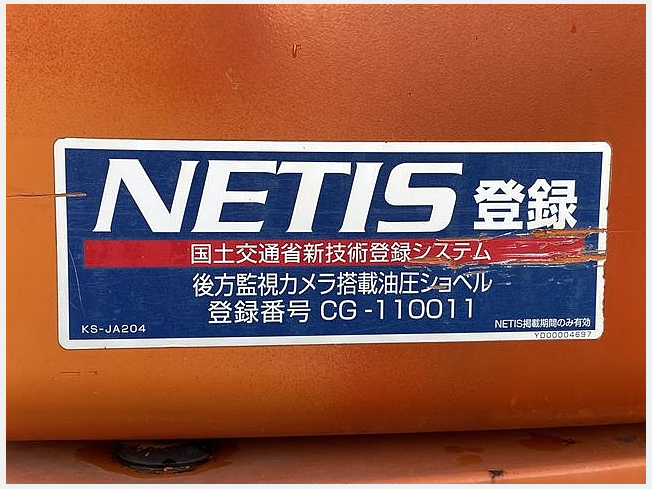 NETIS 登録
国土交通省新技術登録システム
後方監視カメラ搭載油圧ショベル
登録番号 CG-110011
KS-JA204
NETIS掲載期間のみ有効
YD00004697